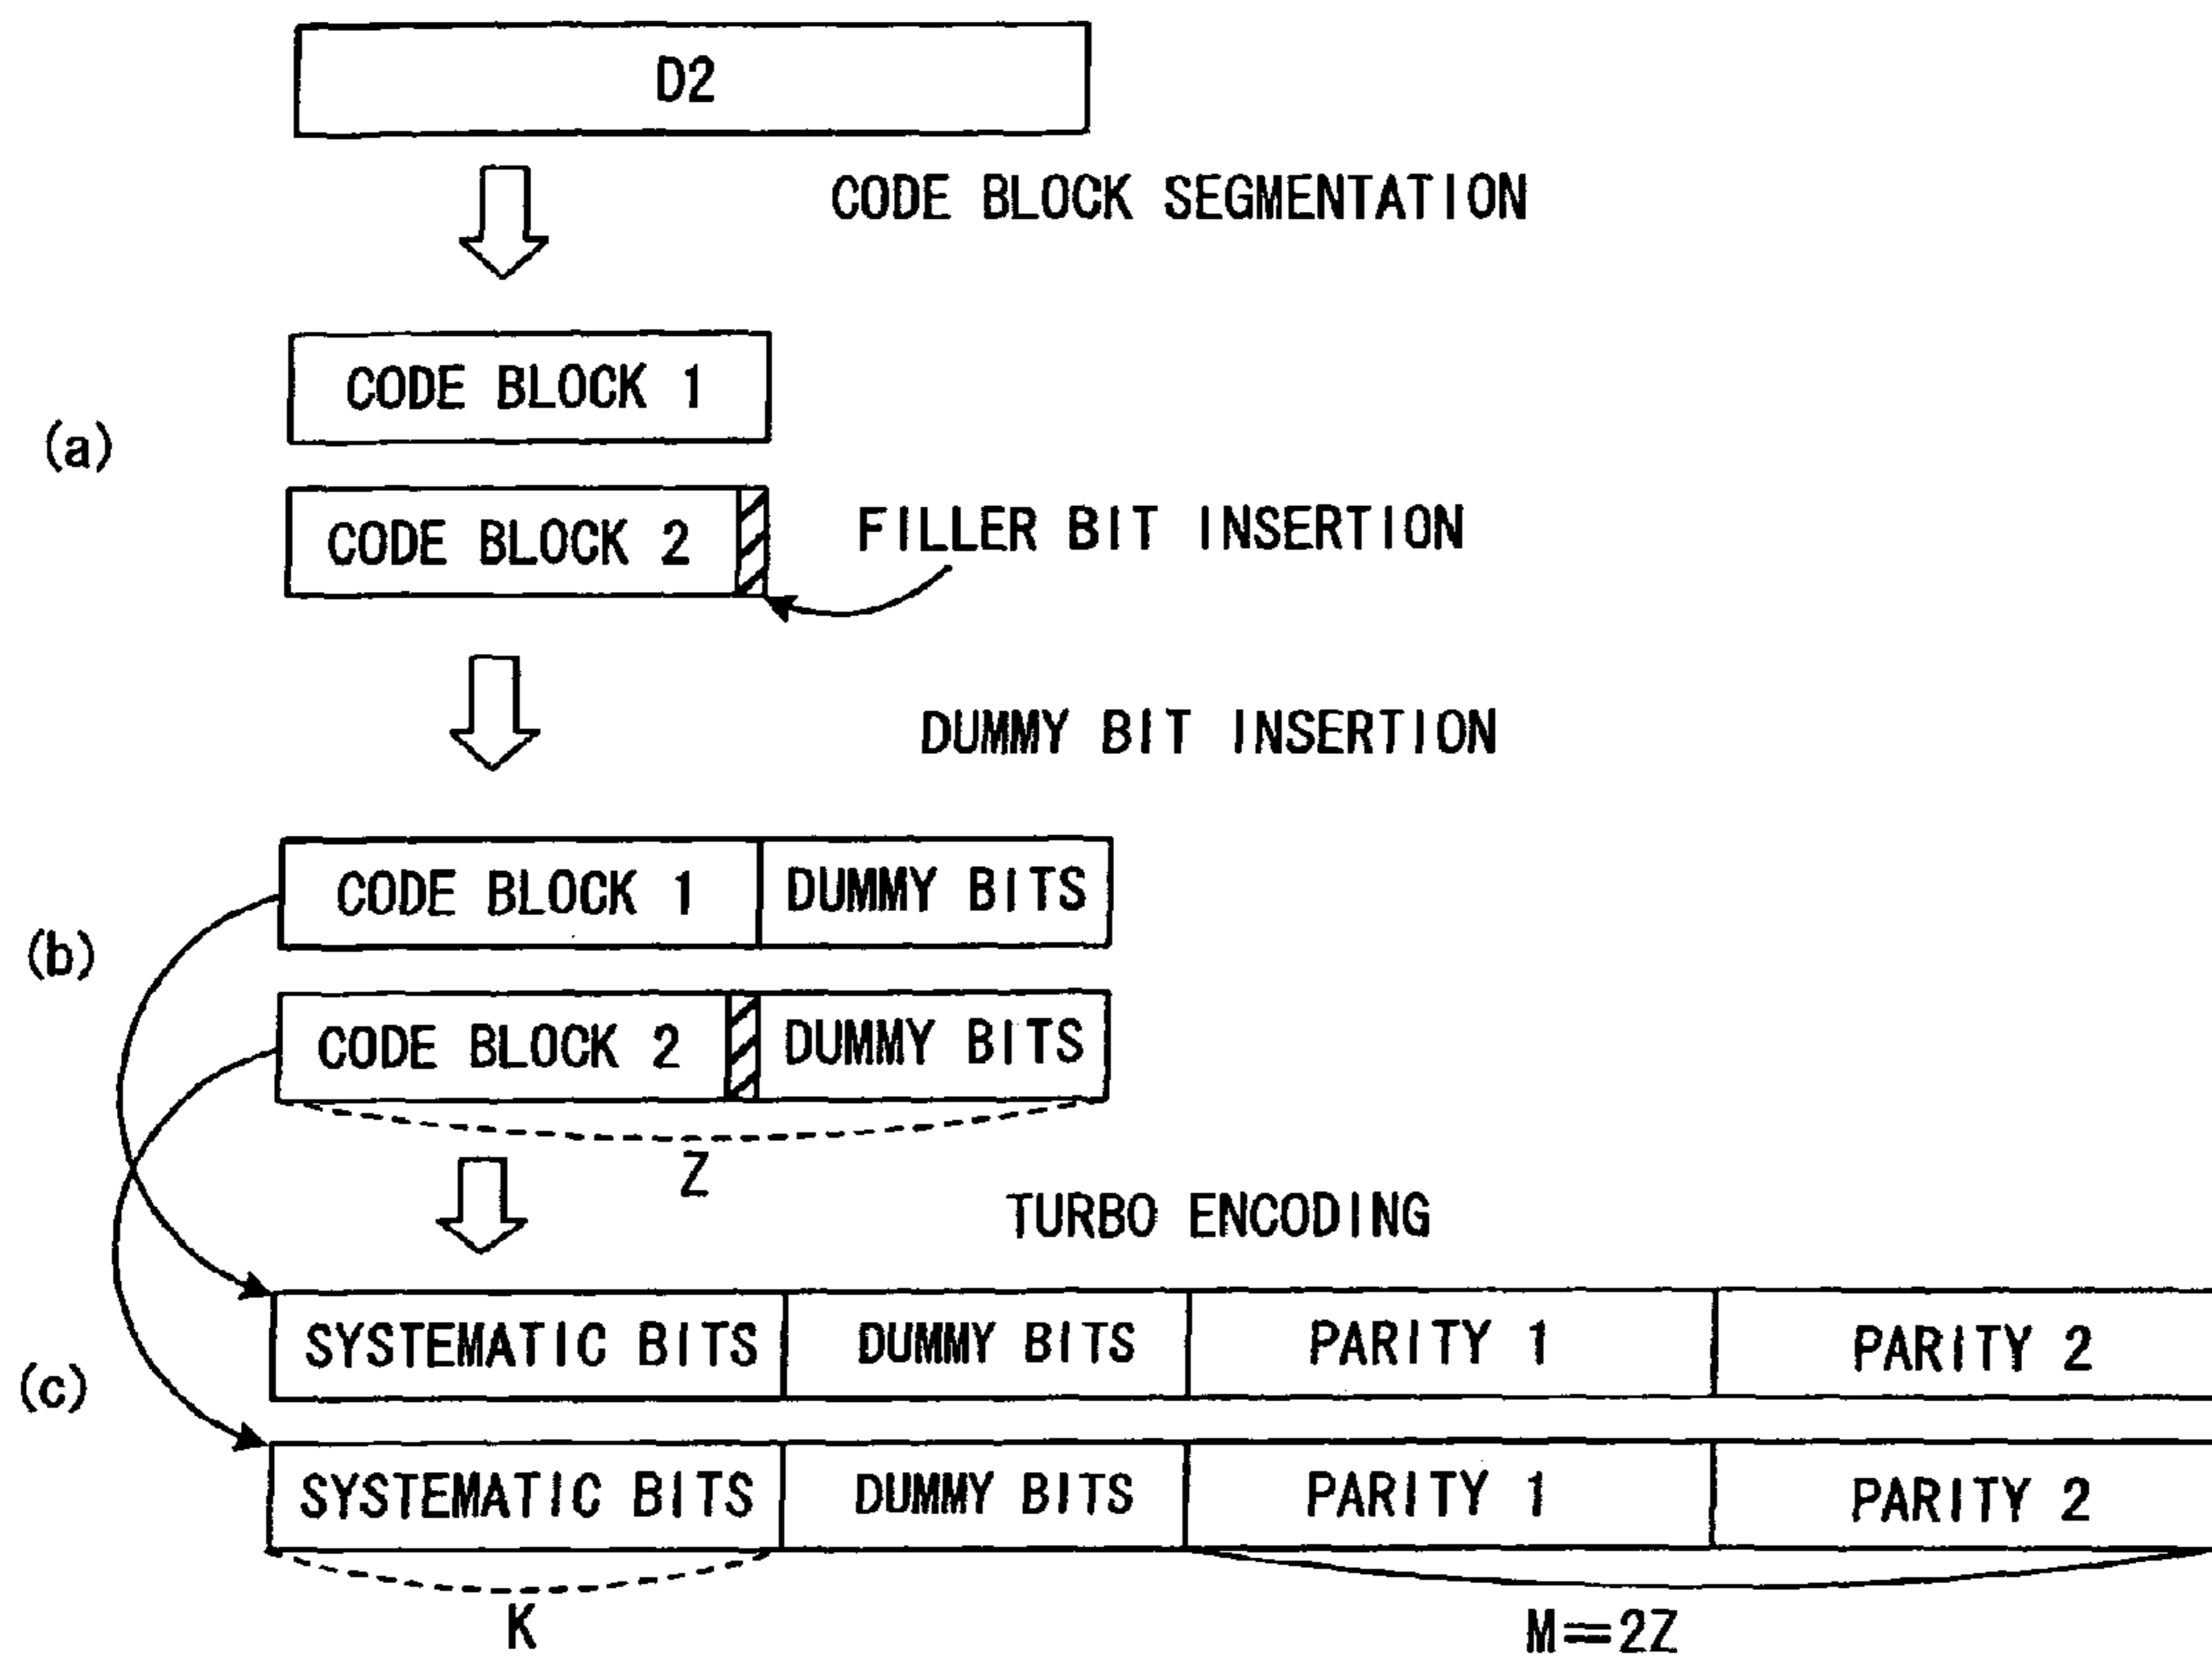 D2
CODE BLOCK SEGMENTATION
CODE BLOCK 1
(a)
CODE BLOCK 2
FILLER BIT INSERTION
DUMMY BIT INSERTION
CODE BLOCK 1 DUMMY BITS
(b)
CODE BLOCK 2 DUMMY BITS
Z
TURBO ENCODING
SYSTEMATIC BITS DUMMY BITS PARITY 1 PARITY 2
(c)
SYSTEMATIC BITS DUMMY BITS PARITY 1 PARITY 2
K
M=2Z